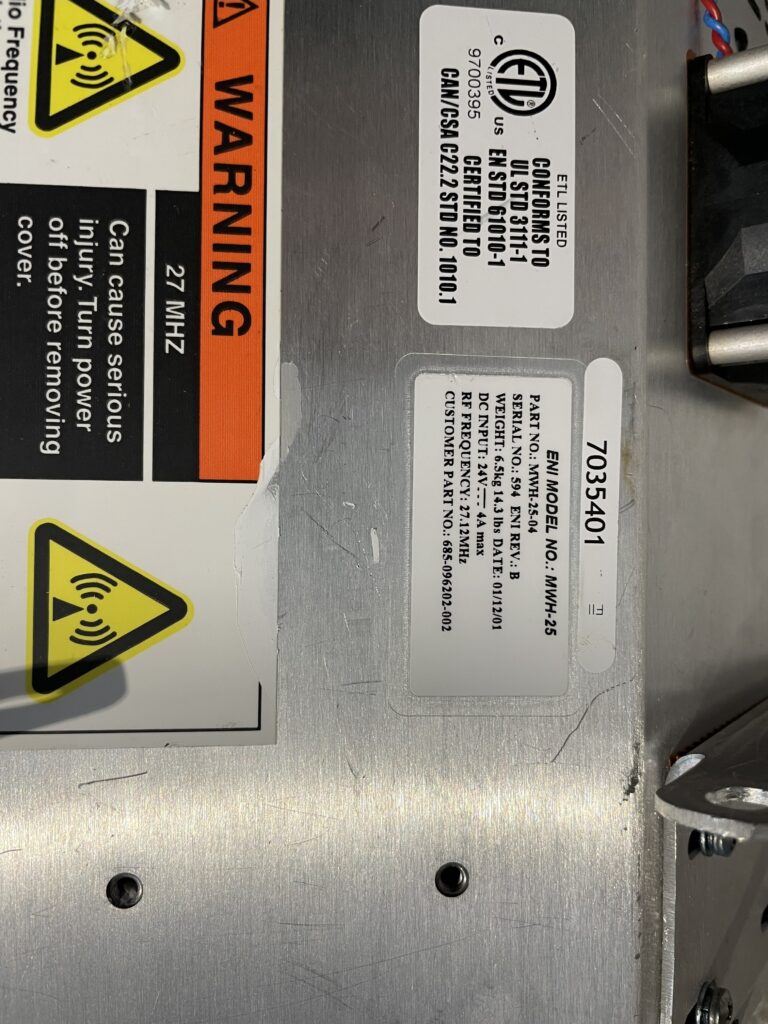 WARNING
27 MHZ
Can cause serious
injury. Turn power
off before removing
cover.
Frequency
C
ETL
®
LISTED
US
9700395
ETL LISTED
CONFORMS TO
UL STD 3111-1
EN STD 61010-1
CERTIFIED TO
CAN/CSA C22.2 STD NO. 1010.1
7035401
ENI MODEL NO.: MWH-25
PART NO.: MWH-25-04
SERIAL NO.: 594 ENI REV.: B
WEIGHT: 6.5kg 14.3 lbs DATE: 01/12/01
DC INPUT: 24V 4A max
RF FREQUENCY: 27.12MHz
CUSTOMER PART NO.: 685-096202-002